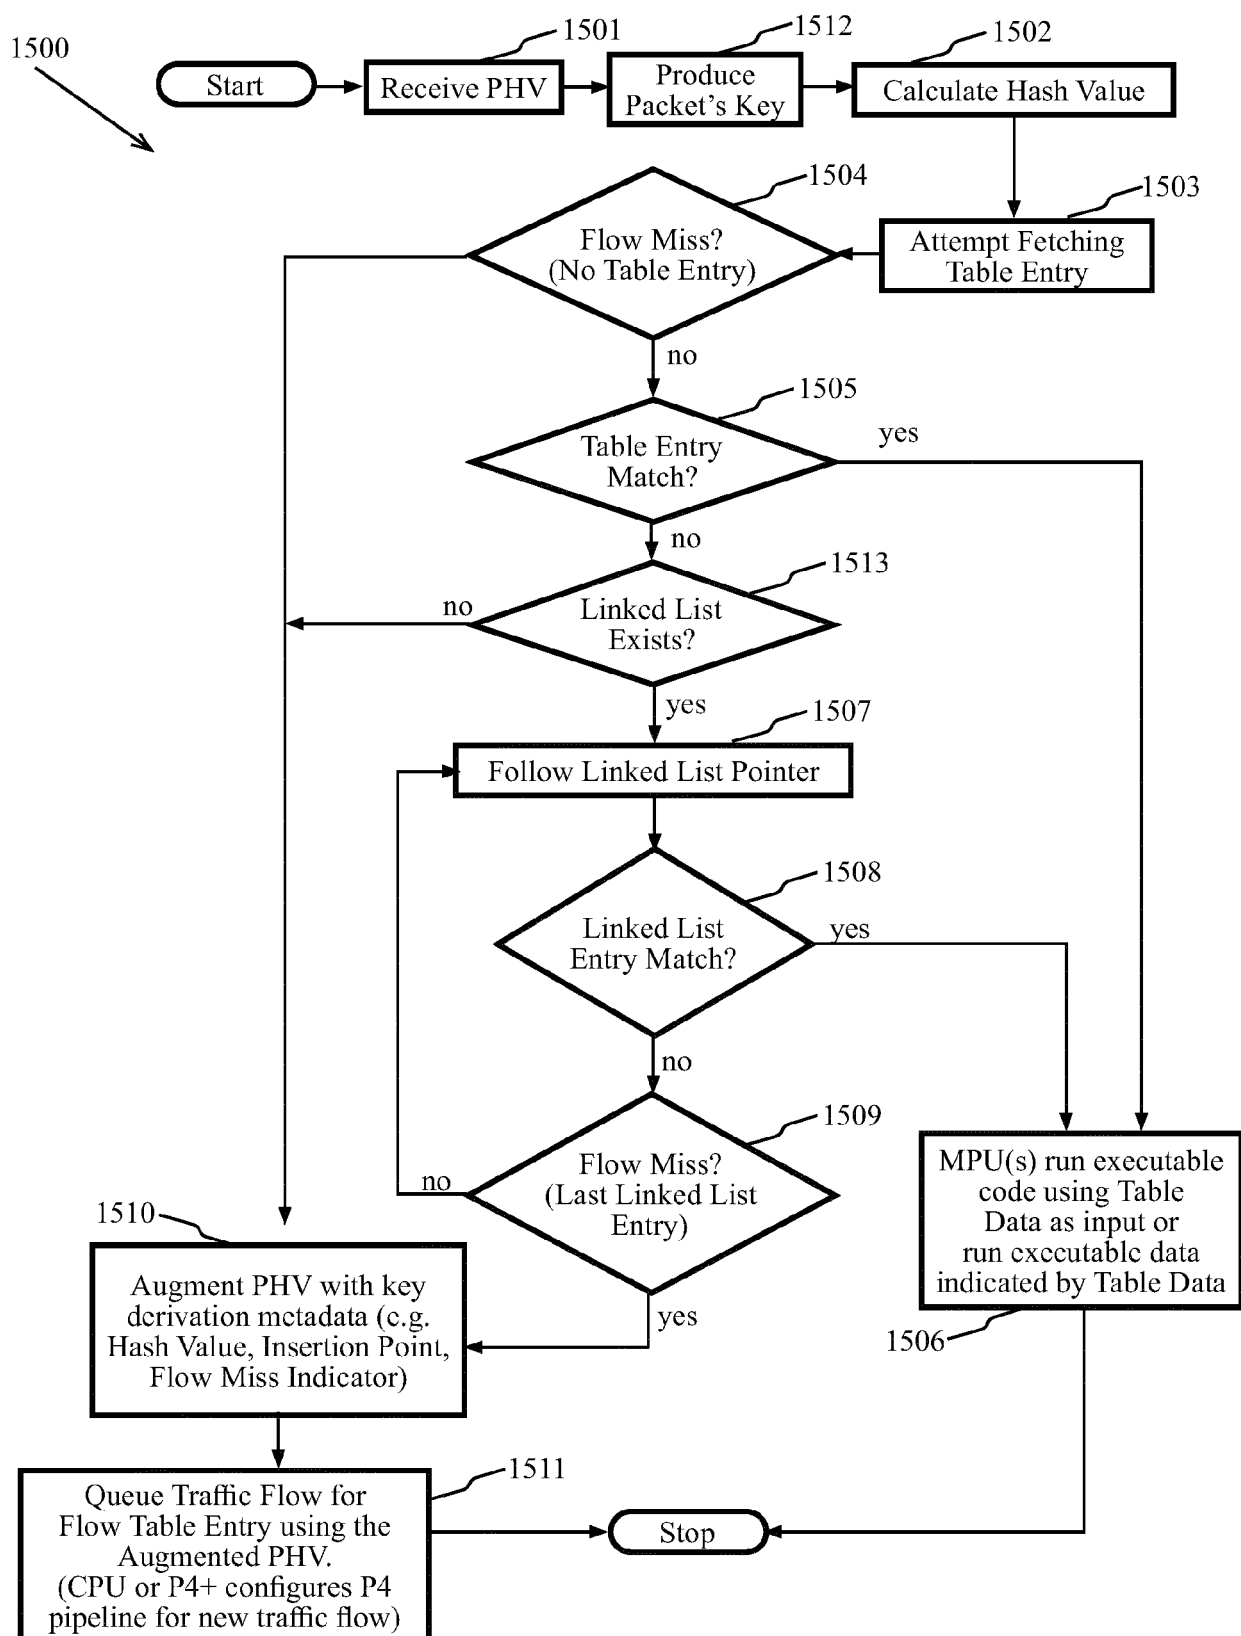 1500
1501
1512
1502
Start
Receive PHV
Produce
Packet's Key
Calculate Hash Value
1504
1503
Flow Miss?
(No Table Entry)
Attempt Fetching
Table Entry
no
1505
Table Entry
Match?
yes
no
1513
no
Linked List
Exists?
yes
1507
Follow Linked List Pointer
1508
Linked List
Entry Match?
yes
no
1509
Flow Miss?
(Last Linked List
Entry)
no
yes
MPU(s) run executable
code using Table
Data as input or
run executable data
indicated by Table Data
1506
1510
Augment PHV with key
derivation metadata (e.g.
Hash Value, Insertion Point,
Flow Miss Indicator)
1511
Queue Traffic Flow for
Flow Table Entry using the
Augmented PHV.
(CPU or P4+ configures P4
pipeline for new traffic flow)
Stop